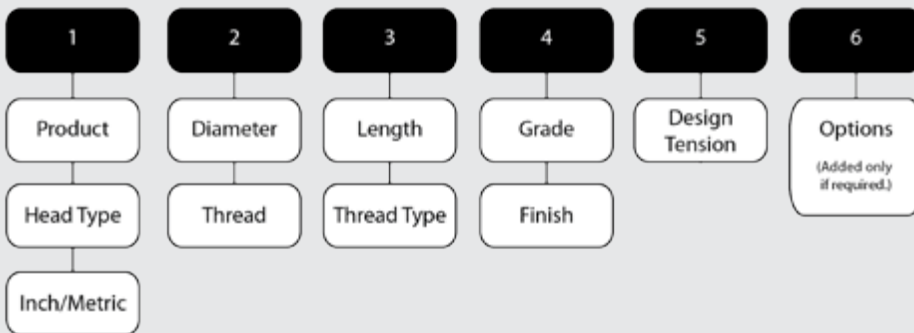 1
Product
Head Type
Inch/Metric
2
Diameter
Thread
3
Length
Thread Type
4
Grade
Finish
5
Design
Tension
6
Options
(Added only
if required.)